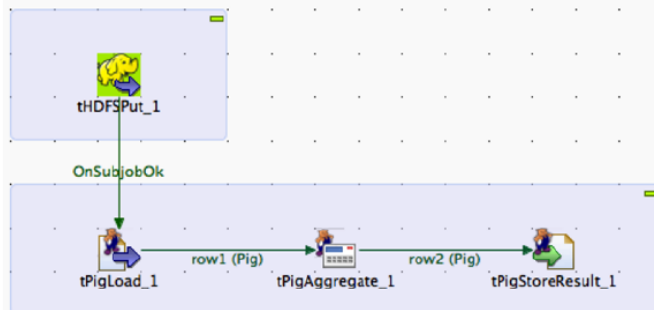 tHDFSPut_1
OnSubjobOk
row1 (Pig)
row2 (Pig)
tPigLoad_1
tPigAggregate_1
tPigStoreResult_1